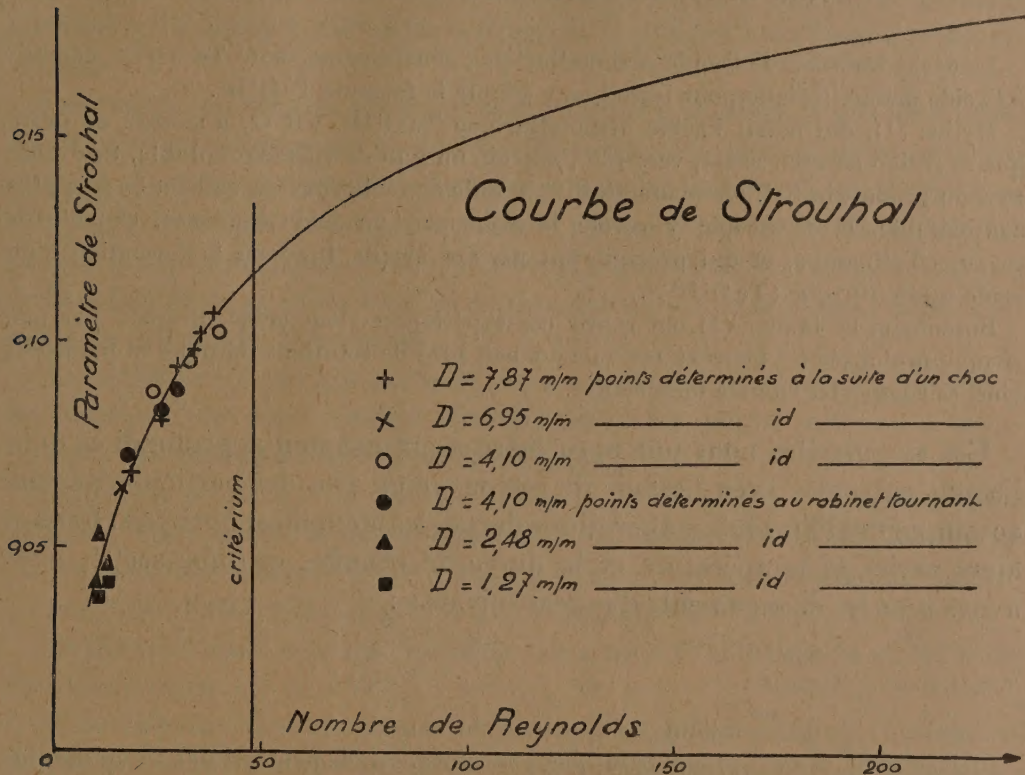 0,15
Paramètre de Strouhal
Courbe de Strouhal
0,10
+ D = 7,87 m/m points déterminés à la suite d'un choc
× D = 6,95 m/m id
○ D = 4,10 m/m id
● D = 4,10 m/m points déterminés au robinet tournant
0,05
▲ D = 2,48 m/m id
■ D = 1,27 m/m id
critérium
Nombre de Reynolds
0 0 50 100 150 200